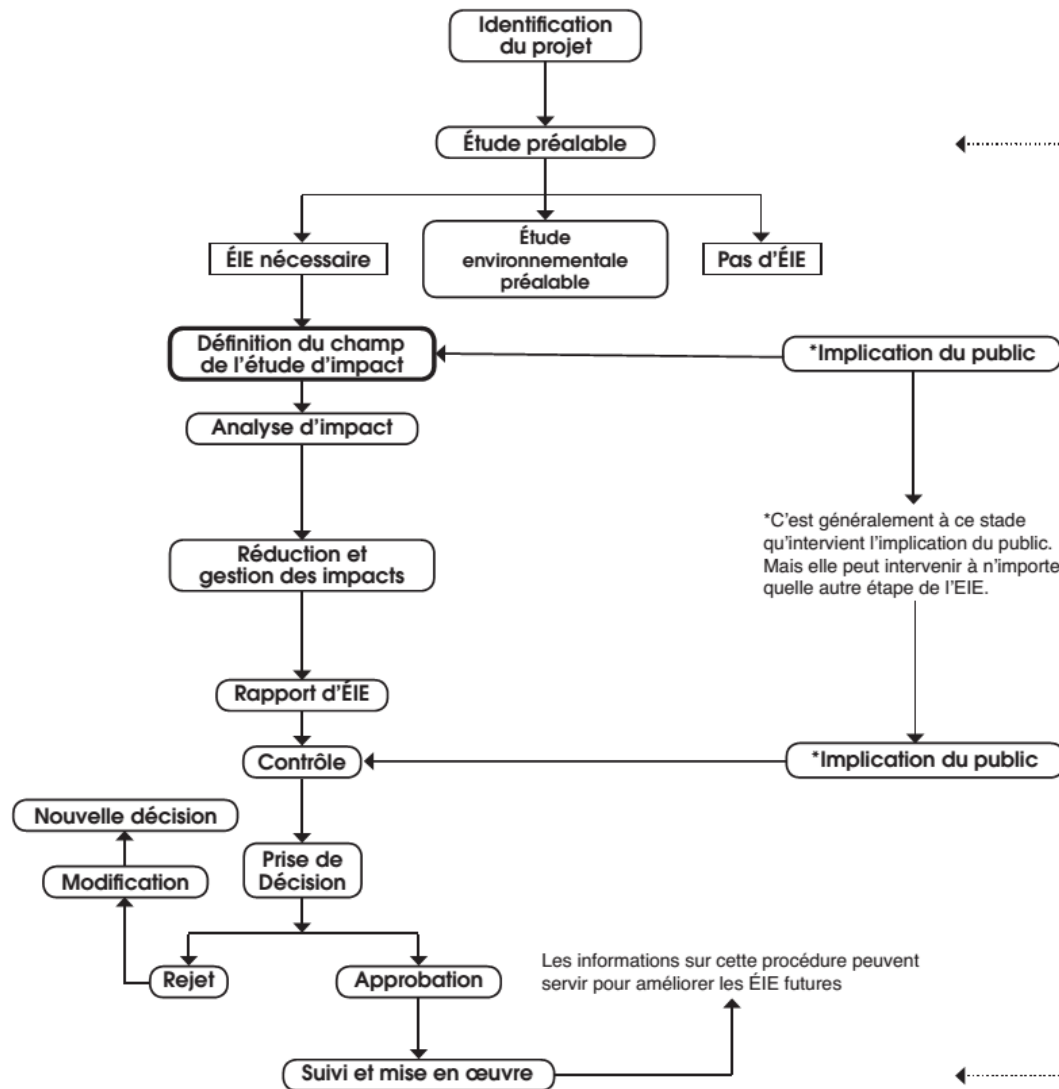 Identification
du projet
Étude préalable
ÉIE nécessaire
Étude
environnementale
préalable
Pas d'ÉIE
Définition du champ
de l'étude d'impact
*Implication du public
Analyse d'impact
*C'est généralement à ce stade
qu'intervient l'implication du public.
Mais elle peut intervenir à n'importe
quelle autre étape de l'EIE.
Réduction et
gestion des impacts
Rapport d'ÉIE
Contrôle
*Implication du public
Nouvelle décision
Modification
Prise de
Décision
Rejet
Approbation
Les informations sur cette procédure peuvent
servir pour améliorer les ÉIE futures
Suivi et mise en œuvre